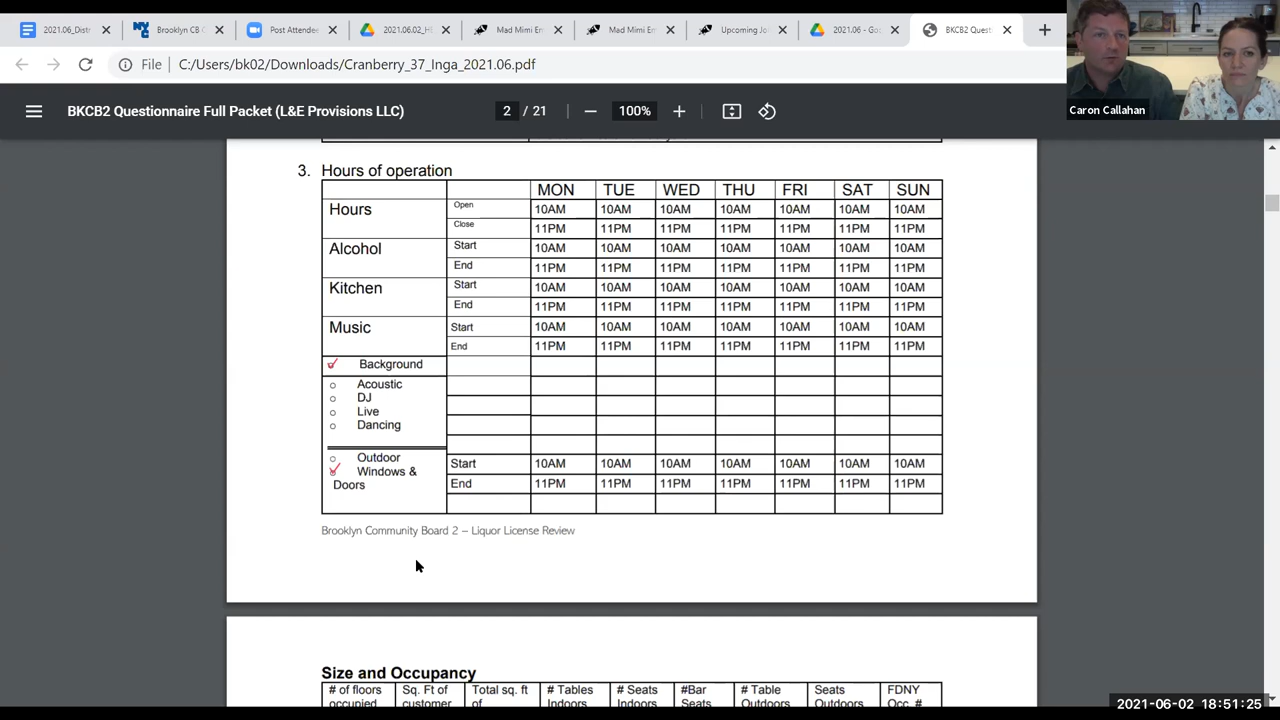 2021.06_Dis
Brooklyn CB
Post Attende
2021.06.02_H
Mad Mimi E
Mad Mimi E
Upcoming Jo
2021.06 - Go
BKCB2 Quest
File C:/Users/bk02/Downloads/Cranberry_37_Inga_2021.06.pdf
BKCB2 Questionnaire Full Packet (L&E Provisions LLC)
2 / 21
100%
Caron Callahan
3. Hours of operation
MON TUE WED THU FRI SAT SUN
Hours Open 10AM 10AM 10AM 10AM 10AM 10AM 10AM
Close 11PM 11PM 11PM 11PM 11PM 11PM 11PM
Alcohol Start 10AM 10AM 10AM 10AM 10AM 10AM 10AM
End 11PM 11PM 11PM 11PM 11PM 11PM 11PM
Kitchen Start 10AM 10AM 10AM 10AM 10AM 10AM 10AM
End 11PM 11PM 11PM 11PM 11PM 11PM 11PM
Music Start 10AM 10AM 10AM 10AM 10AM 10AM 10AM
End 11PM 11PM 11PM 11PM 11PM 11PM 11PM
Background
Acoustic
DJ
Live
Dancing
Outdoor
Windows &
Doors
Start 10AM 10AM 10AM 10AM 10AM 10AM 10AM
End 11PM 11PM 11PM 11PM 11PM 11PM 11PM
Brooklyn Community Board 2 – Liquor License Review
Size and Occupancy
# of floors Sq. Ft of Total sq. ft # Tables # Seats #Bar # Table Seats FDNY
occupied customer of Indoors Indoors Seats Outdoors Outdoors Occ. #
2021-06-02 18:51:25